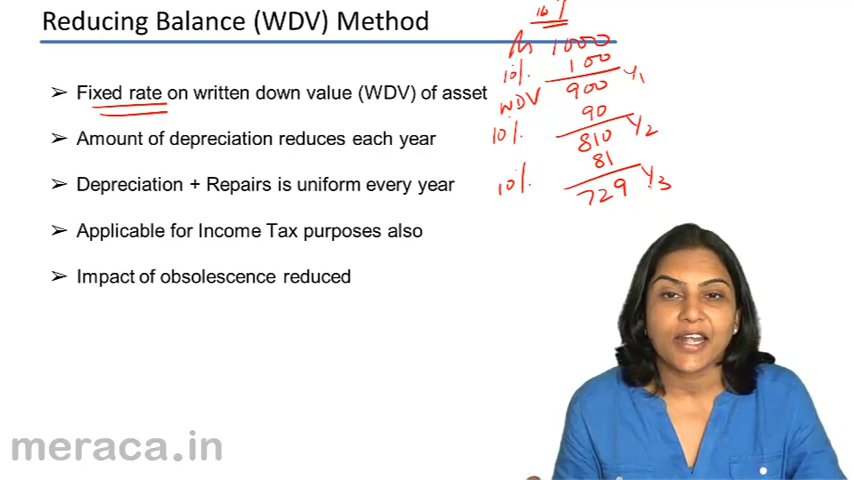 Reducing Balance (WDV) Method
10%
1000
10% 100
WDV 900 Y1
90
10% 810 Y2
81
10% 729 Y3
➢ Fixed rate on written down value (WDV) of asset
➢ Amount of depreciation reduces each year
➢ Depreciation + Repairs is uniform every year
➢ Applicable for Income Tax purposes also
➢ Impact of obsolescence reduced
meraca.in